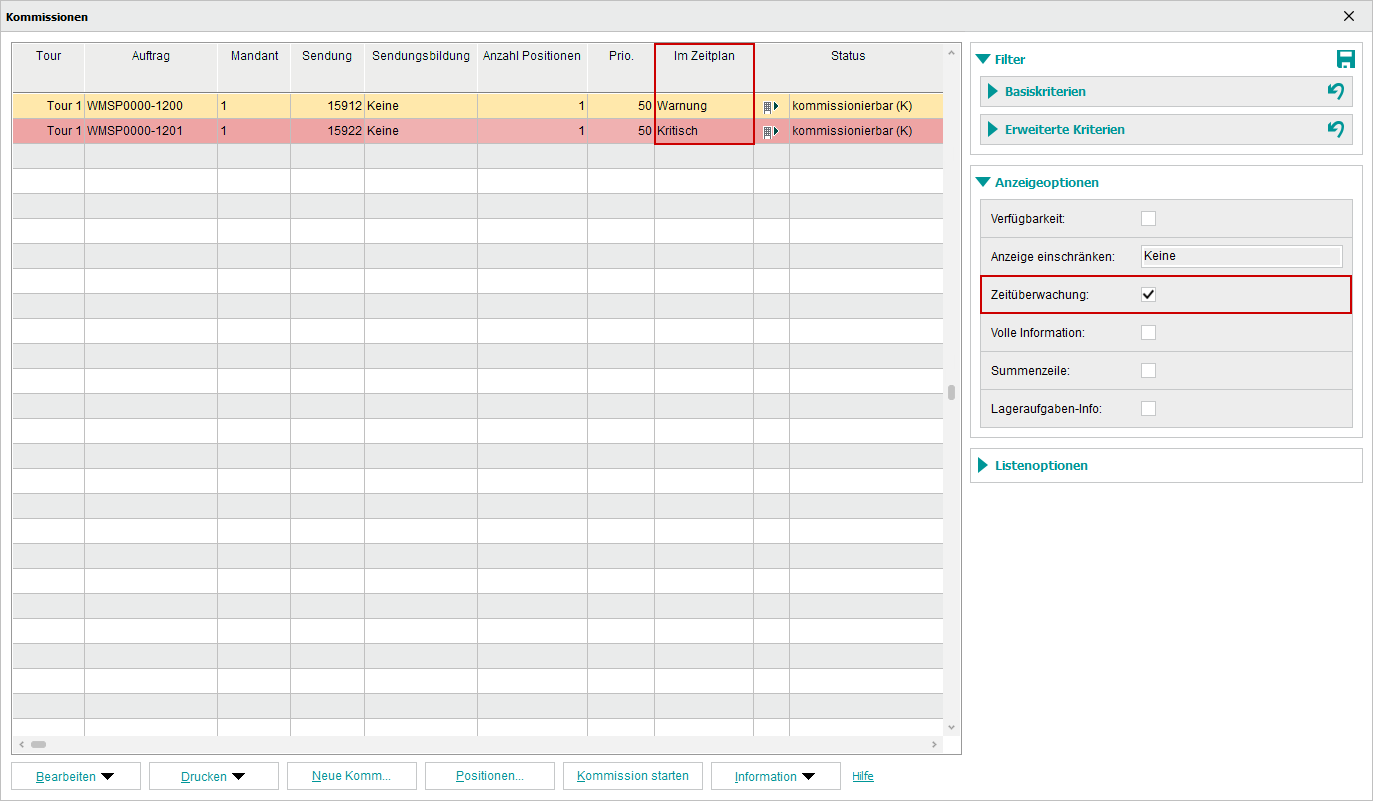 Kommissionen
Tour Auftrag Mandant Sendung Sendungsbildung Anzahl Positionen Prio. Im Zeitplan Status
Tour 1 WMSP0000-1200 1 15912 Keine 1 50 Warnung kommissionierbar (K)
Tour 1 WMSP0000-1201 1 15922 Keine 1 50 Kritisch kommissionierbar (K)
Filter
Basiskriterien
Erweiterte Kriterien
Anzeigeoptionen
Verfügbarkeit:
Anzeige einschränken: Keine
Zeitüberwachung:
Volle Information:
Summenzeile:
Lageraufgaben-Info:
Listenoptionen
Bearbeiten Drucken Neue Komm... Positionen... Kommission starten Information Hilfe